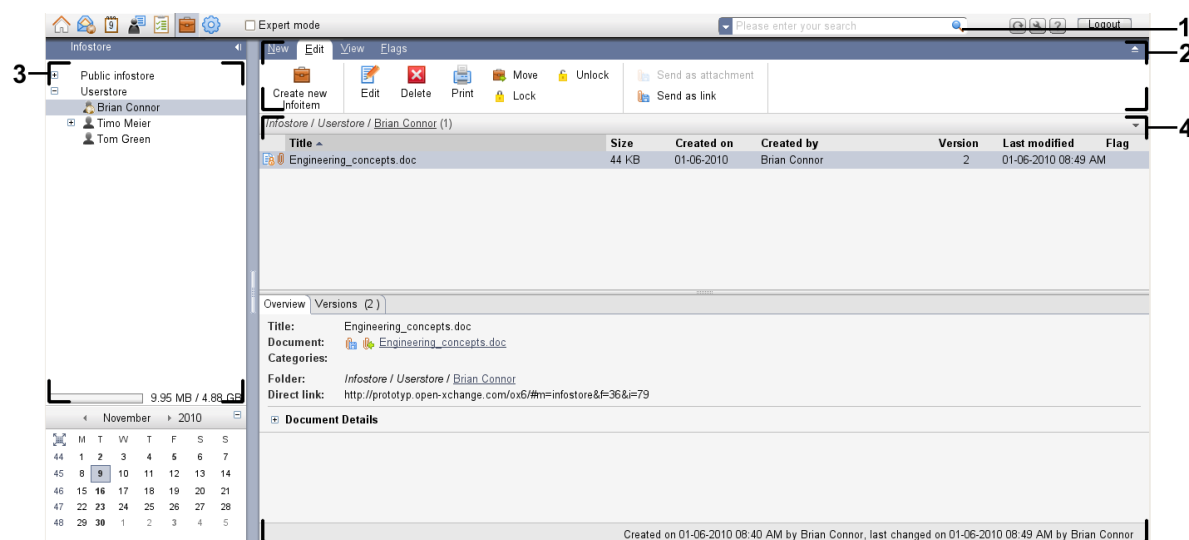 9 Expert mode Please enter your search ? Logout 1
Infostore New Edit View Flags 2
3 Public infostore
Userstore
Brian Connor
Timo Meier
Tom Green
Create new Infoitem Edit Delete Print Move Lock Unlock Send as attachment Send as link
Infostore / Userstore / Brian Connor (1) 4
Title Size Created on Created by Version Last modified Flag
Engineering_concepts.doc 44 KB 01-06-2010 Brian Connor 2 01-06-2010 08:49 AM
Overview Versions (2)
Title: Engineering_concepts.doc
Document: Engineering_concepts.doc
Categories:
Folder: Infostore / Userstore / Brian Connor
Direct link: http://prototyp.open-xchange.com/ox6/#m=infostore&f=36&i=79
Document Details
9.95 MB / 4.88 GB
November 2010
M T W T F S S
44 1 2 3 4 5 6 7
45 8 9 10 11 12 13 14
46 15 16 17 18 19 20 21
47 22 23 24 25 26 27 28
48 29 30 1 2 3 4 5
Created on 01-06-2010 08:40 AM by Brian Connor, last changed on 01-06-2010 08:49 AM by Brian Connor